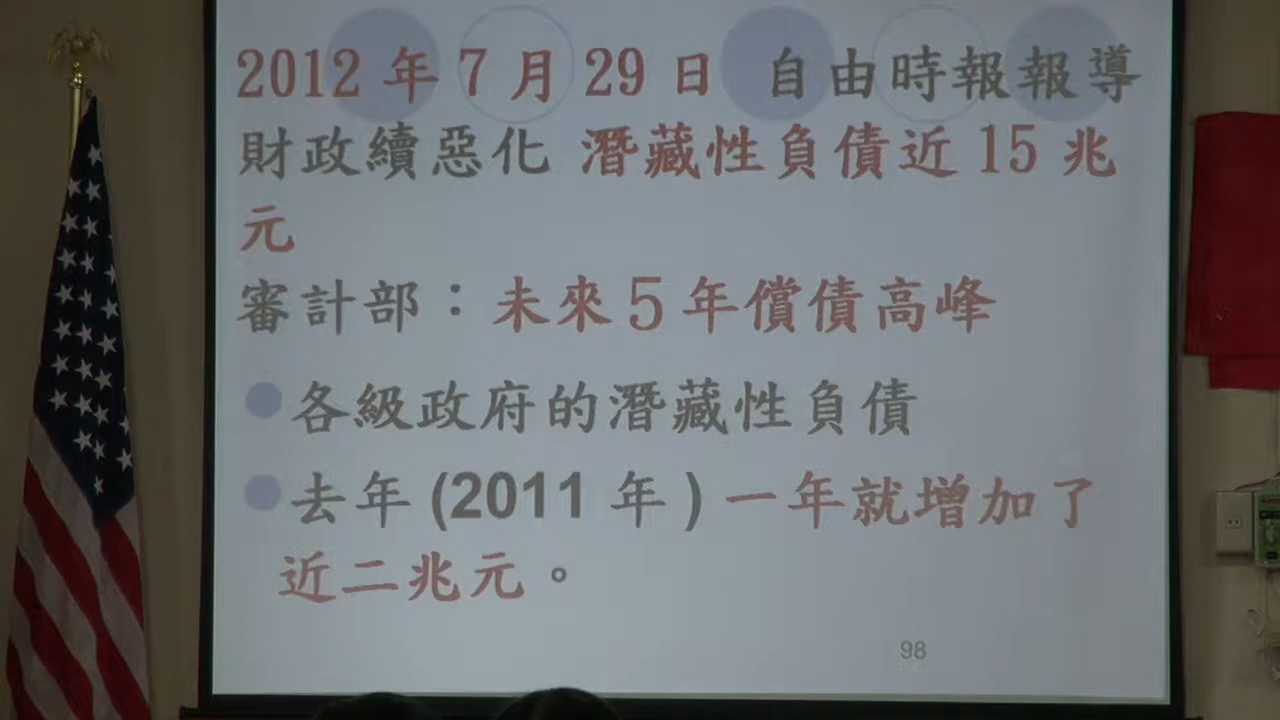 2012 年 7 月 29 日 自由時報報導
財政續惡化 潛藏性負債近 15 兆
元
審計部：未來 5 年償債高峰
各級政府的潛藏性負債
去年 (2011 年 ) 一年就增加了
近二兆元。
98